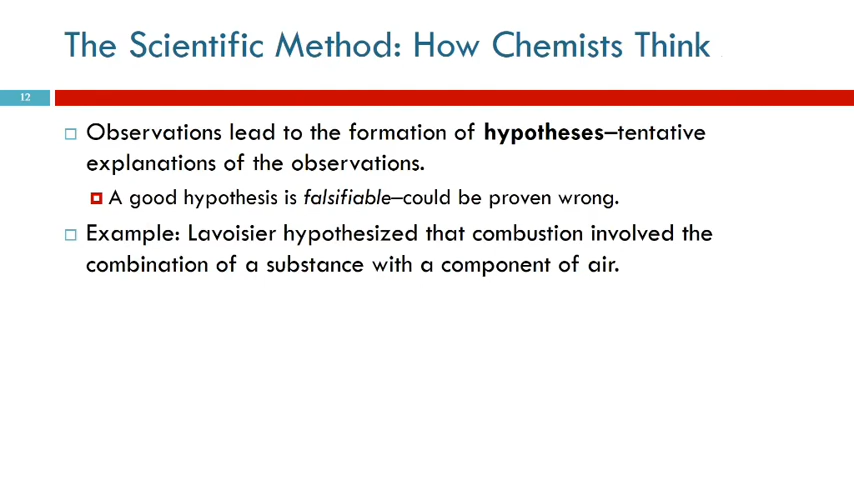 The Scientific Method: How Chemists Think
12
Observations lead to the formation of hypotheses–tentative
explanations of the observations.
A good hypothesis is falsifiable–could be proven wrong.
Example: Lavoisier hypothesized that combustion involved the
combination of a substance with a component of air.